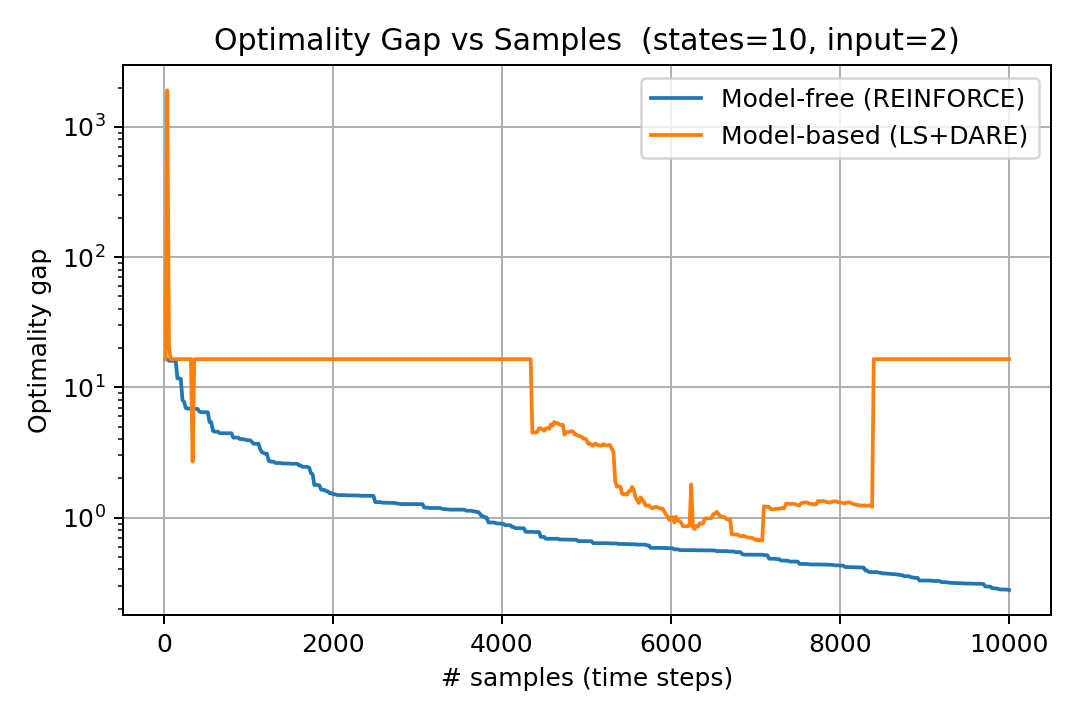 Optimality Gap vs Samples (states=10, input=2)
Model-free (REINFORCE)
Model-based (LS+DARE)
Optimality gap
10³
10²
10¹
10⁰
0 2000 4000 6000 8000 10000
# samples (time steps)